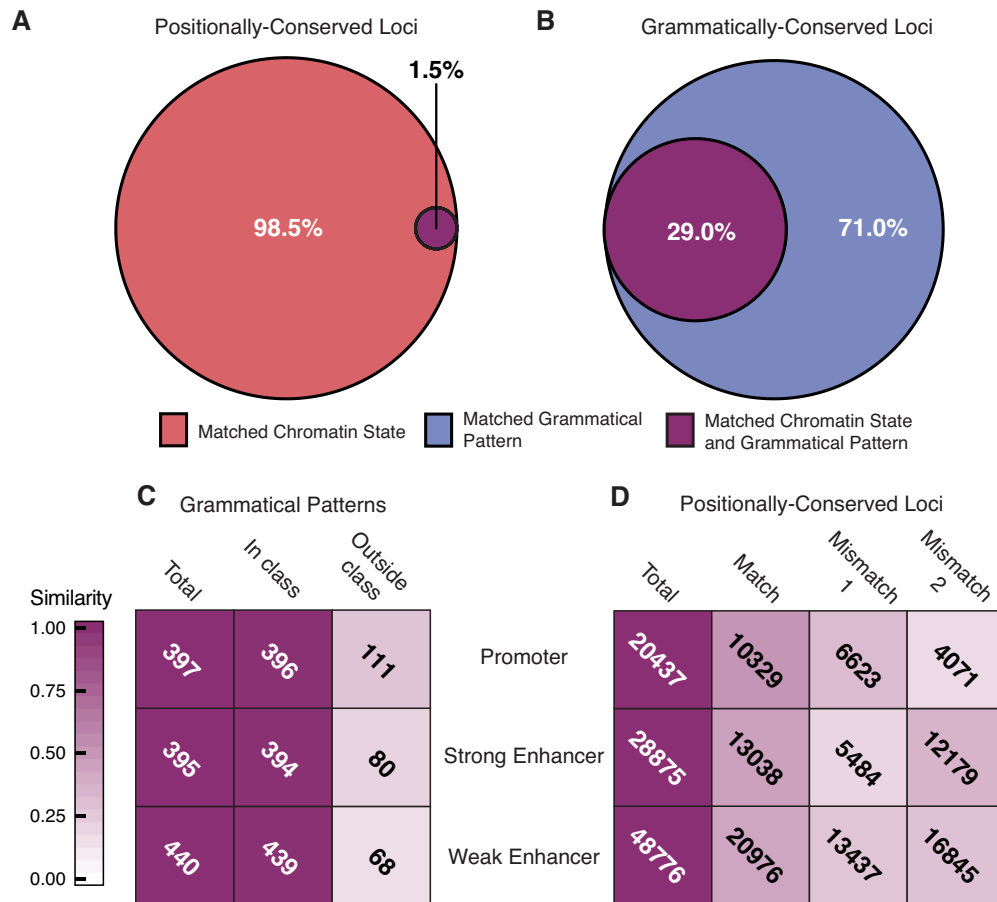 A
Positionally-Conserved Loci
1.5%
98.5%
B
Grammatically-Conserved Loci
29.0%
71.0%
Matched Chromatin State
Matched Grammatical
Pattern
Matched Chromatin State
and Grammatical Pattern
C
Grammatical Patterns
Total
In class
Outside
class
Similarity
1.00
0.75
0.50
0.25
0.00
397
396
111
395
394
80
440
439
68
Promoter
Strong Enhancer
Weak Enhancer
D
Positionally-Conserved Loci
Total
Match
Mismatch
1
Mismatch
2
20437
10329
6623
4071
28875
13038
5484
12179
48776
20976
13437
16845